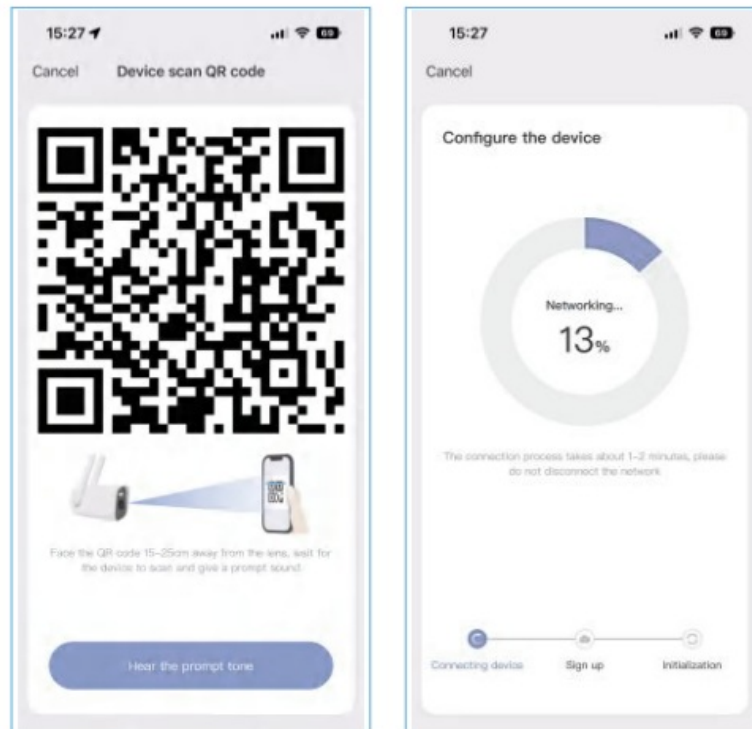 15:27
69
Cancel
Device scan QR code
Face the QR code 15-25cm away from the lens, wait for
the device to scan and give a prompt sound
Hear the prompt tone
15:27
69
Cancel
Configure the device
Networking...
13%
The connection process takes about 1-2 minutes, please
do not disconnect the network
Connecting device
Sign up
Initialization